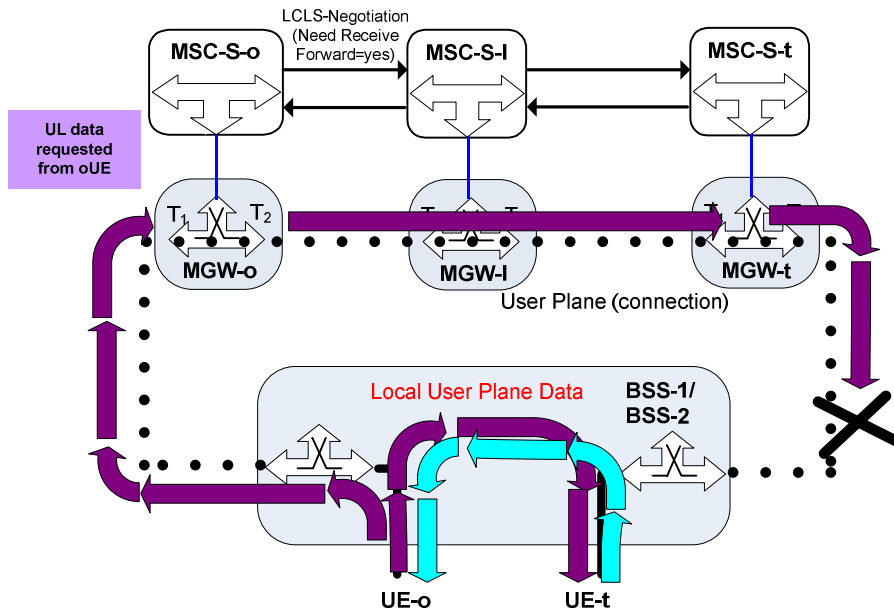 LCLS-Negotiation
(Need Receive
Forward=yes)
MSC-S-o
MSC-S-I
MSC-S-t
UL data
requested
from oUE
T1
T2
T
T
MGW-o
MGW-I
MGW-t
User Plane (connection)
Local User Plane Data
BSS-1/
BSS-2
UE-o
UE-t